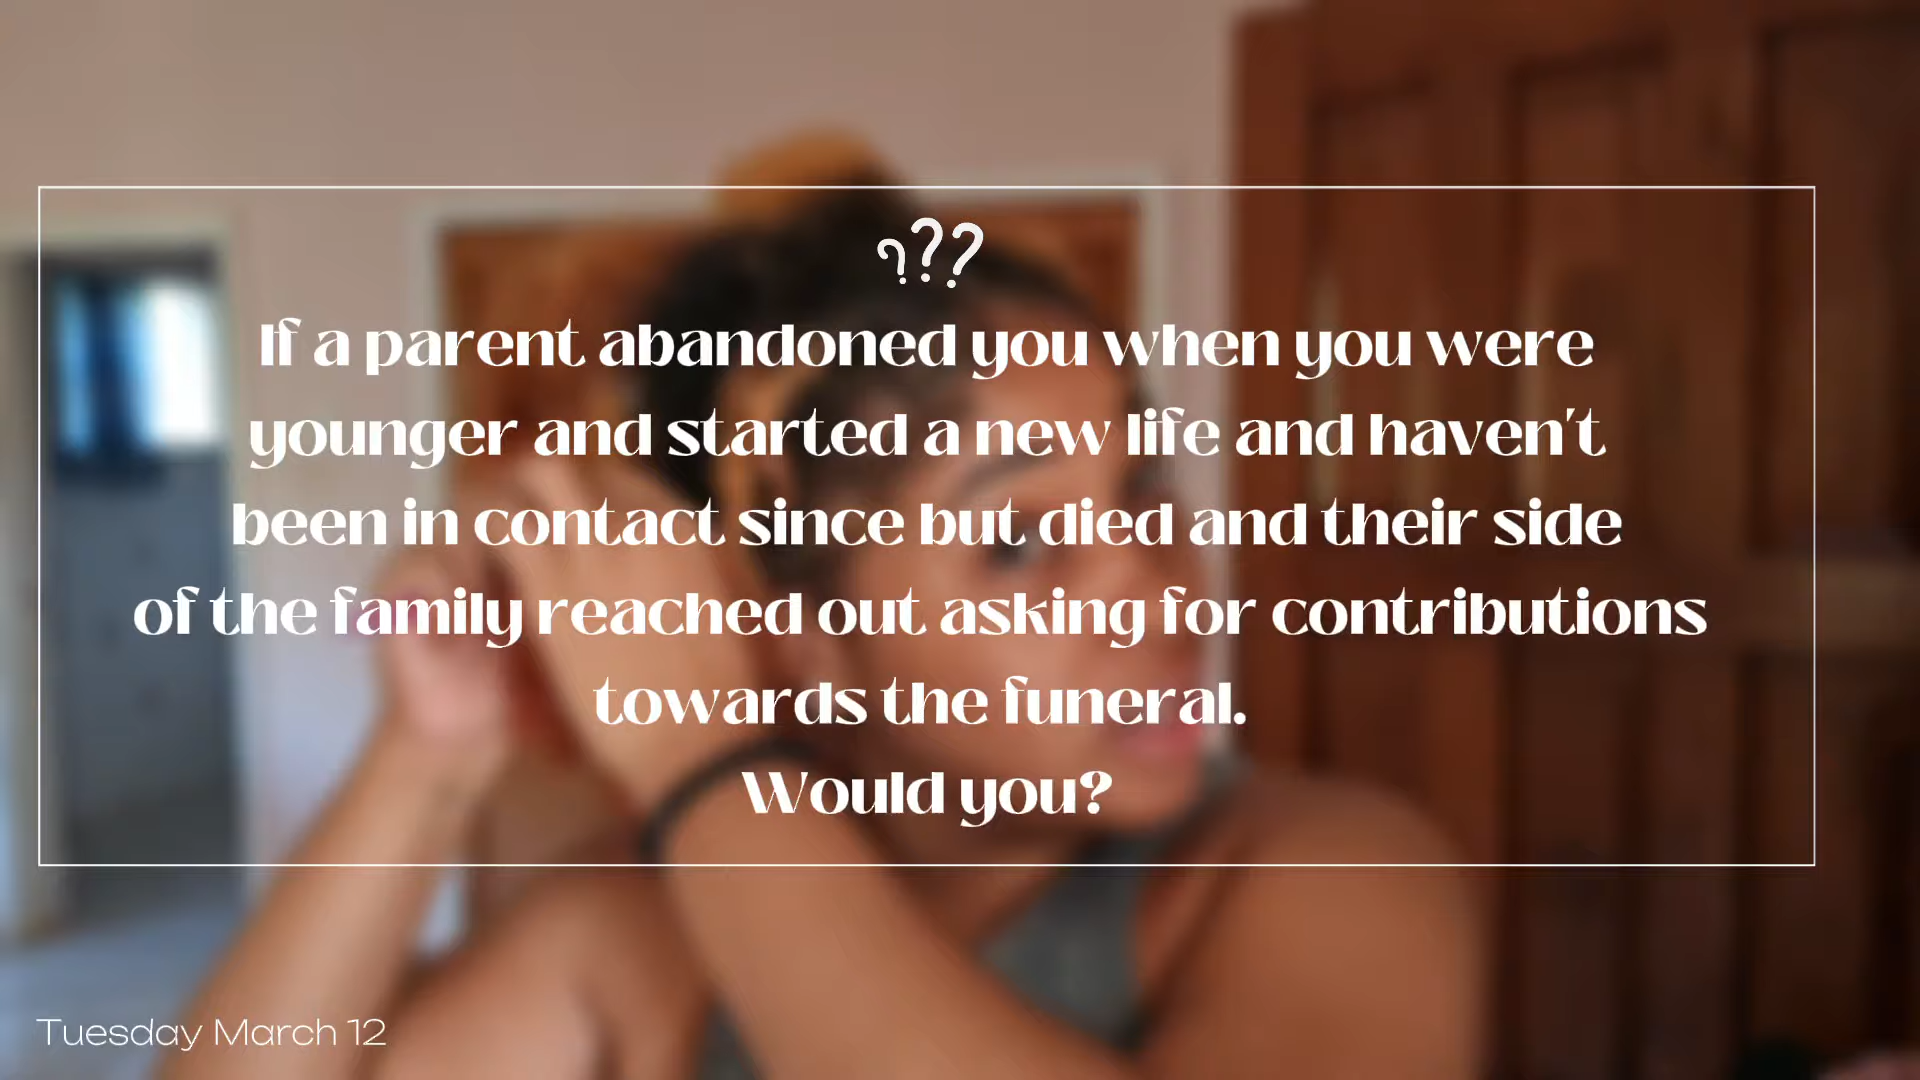 ???
If a parent abandoned you when you were
younger and started a new life and haven't
been in contact since but died and their side
of the family reached out asking for contributions
towards the funeral.
Would you?
Tuesday March 12